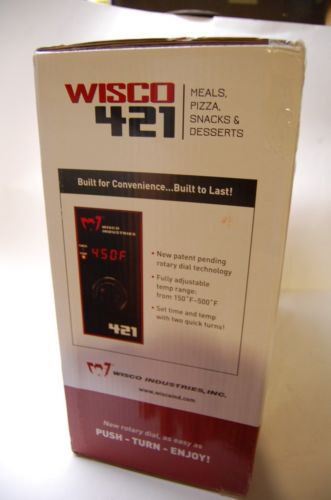 WISCO
421
MEALS,
PIZZA,
SNACKS &
DESSERTS
Built for Convenience...Built to Last!
WISCO
INDUSTRIES
450F
421
• New patent pending
rotary dial technology
• Fully adjustable
temp range:
from 150°F-500°F
• Set time and temp
with two quick turns!
WISCO INDUSTRIES, INC.
www.wiscoind.com
New rotary dial, as easy as
PUSH - TURN - ENJOY!